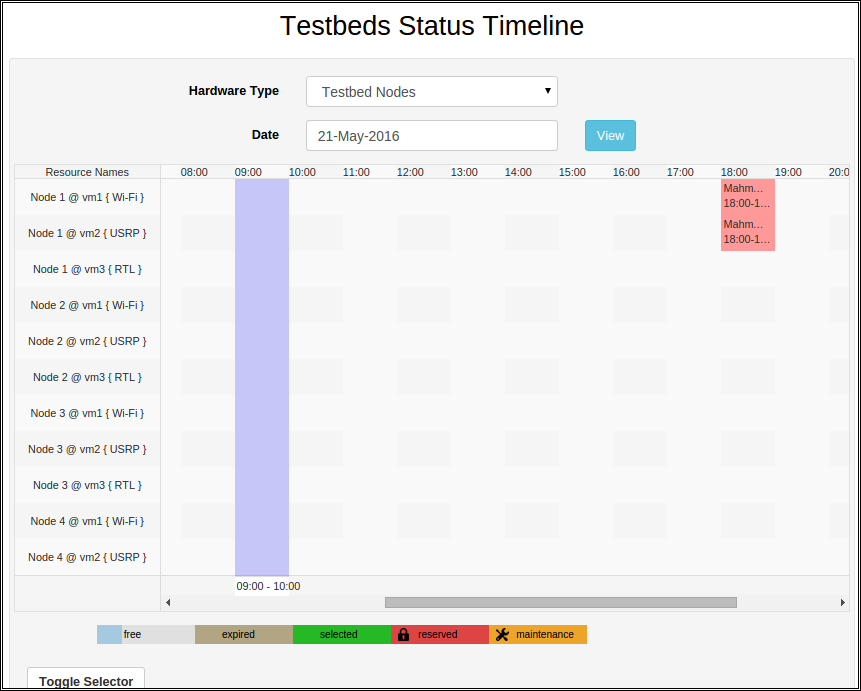 Testbeds Status Timeline
Hardware Type Testbed Nodes
Date 21-May-2016 View
Resource Names 08:00 09:00 10:00 11:00 12:00 13:00 14:00 15:00 16:00 17:00 18:00 19:00 20:0
Node 1 @ vm1 { Wi-Fi } Mahm...
18:00-1...
Node 1 @ vm2 { USRP } Mahm...
18:00-1...
Node 1 @ vm3 { RTL }
Node 2 @ vm1 { Wi-Fi }
Node 2 @ vm2 { USRP }
Node 2 @ vm3 { RTL }
Node 3 @ vm1 { Wi-Fi }
Node 3 @ vm2 { USRP }
Node 3 @ vm3 { RTL }
Node 4 @ vm1 { Wi-Fi }
Node 4 @ vm2 { USRP }
09:00 - 10:00
free expired selected reserved maintenance
Toggle Selector